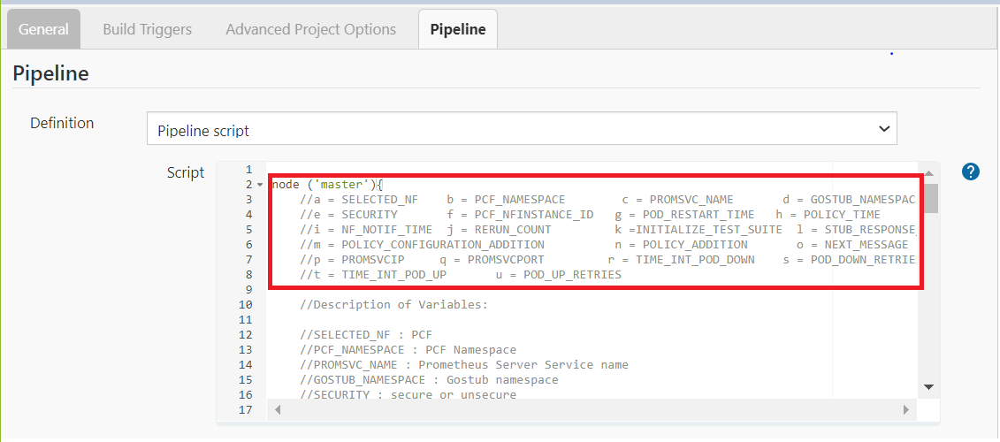 General Build Triggers Advanced Project Options Pipeline
Pipeline
Definition Pipeline script
Script
?
1
2 node ('master'){
3 //a = SELECTED_NF b = PCF_NAMESPACE c = PROMSVC_NAME d = GOSTUB_NAMESPAC
4 //e = SECURITY f = PCF_NFINSTANCE_ID g = POD_RESTART_TIME h = POLICY_TIME
5 //i = NF_NOTIF_TIME j = RERUN_COUNT k =INITIALIZE_TEST_SUITE l = STUB_RESPONSE_
6 //m = POLICY_CONFIGURATION_ADDITION n = POLICY_ADDITION o = NEXT_MESSAGE
7 //p = PROMSVCIP q = PROMSVCPORT r = TIME_INT_POD_DOWN s = POD_DOWN_RETRIE
8 //t = TIME_INT_POD_UP u = POD_UP_RETRIES
9
10 //Description of Variables:
11
12 //SELECTED_NF : PCF
13 //PCF_NAMESPACE : PCF Namespace
14 //PROMSVC_NAME : Prometheus Server Service name
15 //GOSTUB_NAMESPACE : Gostub namespace
16 //SECURITY : secure or unsecure
17